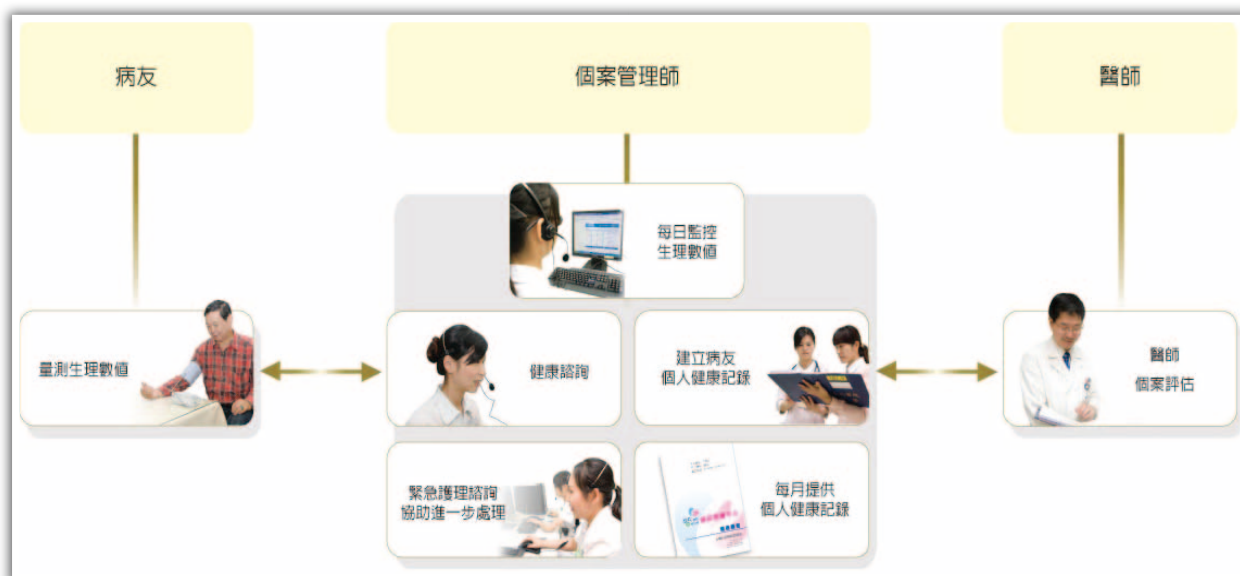 病友
個案管理師
醫師
每日監控
生理數值
量測生理數值
健康諮詢
建立病友
個人健康記錄
醫師
個案評估
緊急護理諮詢
協助進一步處理
每月提供
個人健康記錄